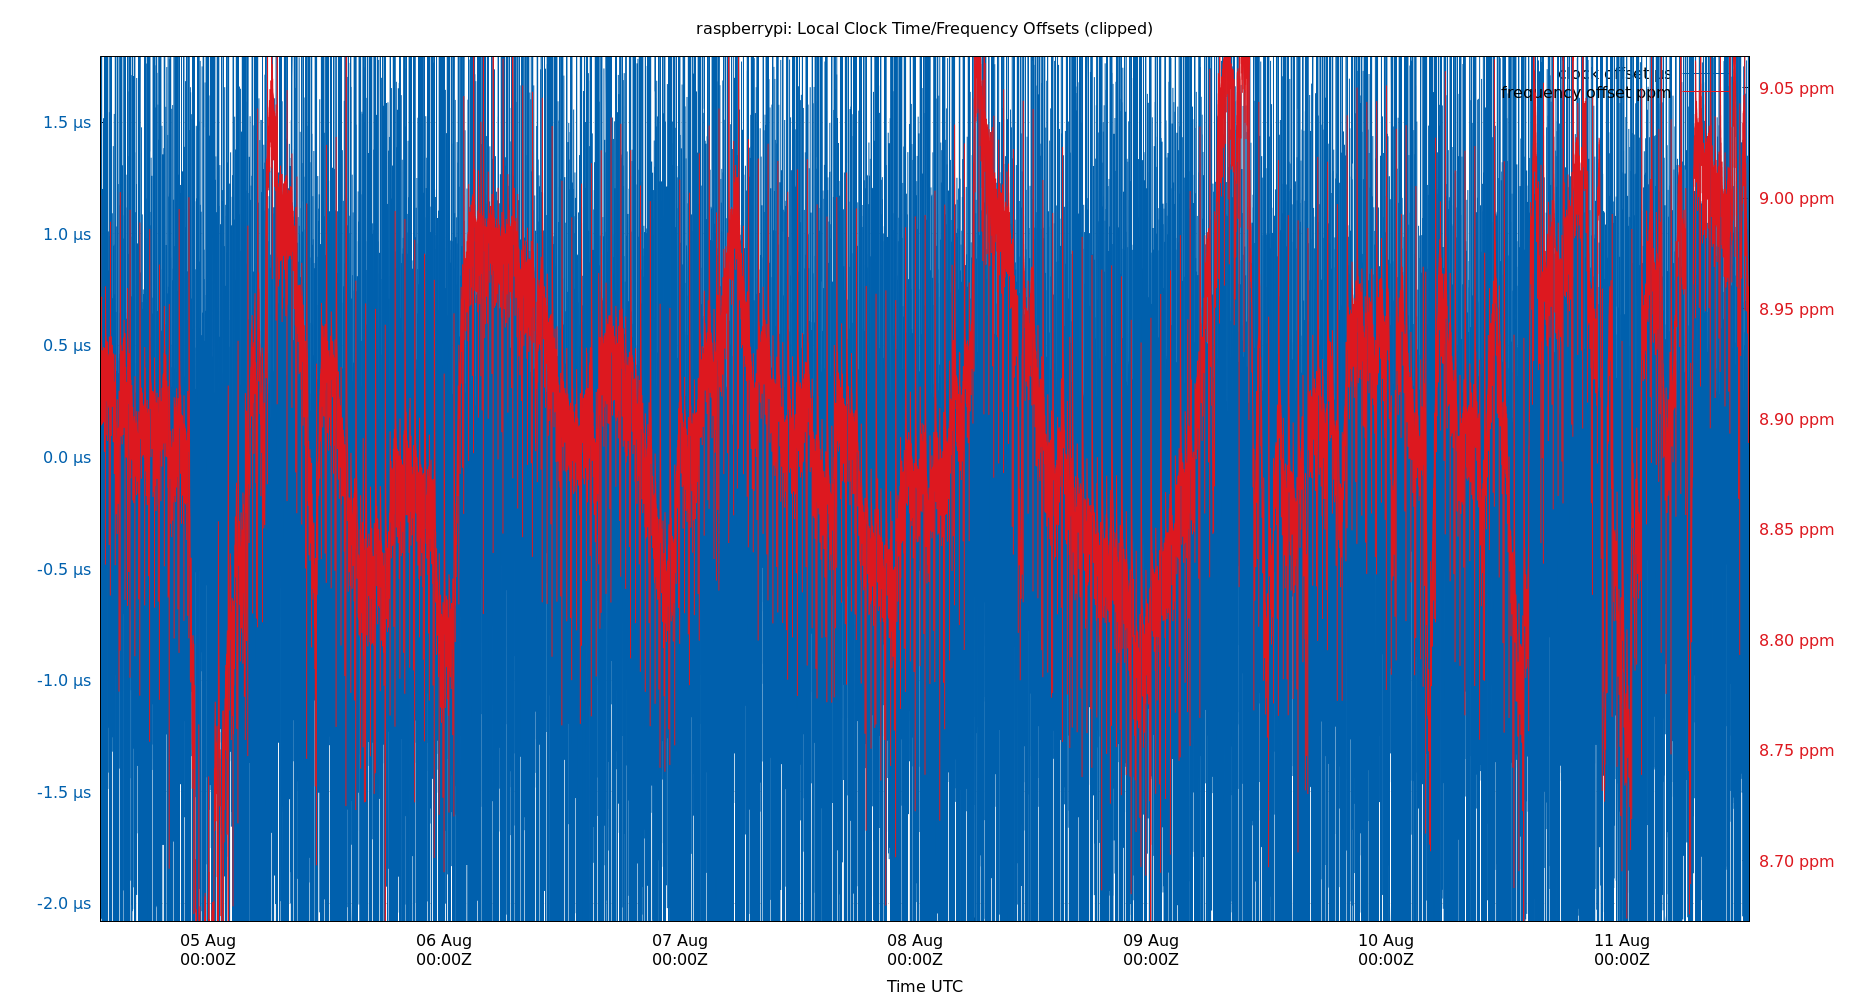 raspberrypi: Local Clock Time/Frequency Offsets (clipped)
clock offset µs
frequency offset ppm
1.5 µs
1.0 µs
0.5 µs
0.0 µs
-0.5 µs
-1.0 µs
-1.5 µs
-2.0 µs
9.05 ppm
9.00 ppm
8.95 ppm
8.90 ppm
8.85 ppm
8.80 ppm
8.75 ppm
8.70 ppm
05 Aug
00:00Z
06 Aug
00:00Z
07 Aug
00:00Z
08 Aug
00:00Z
09 Aug
00:00Z
10 Aug
00:00Z
11 Aug
00:00Z
Time UTC